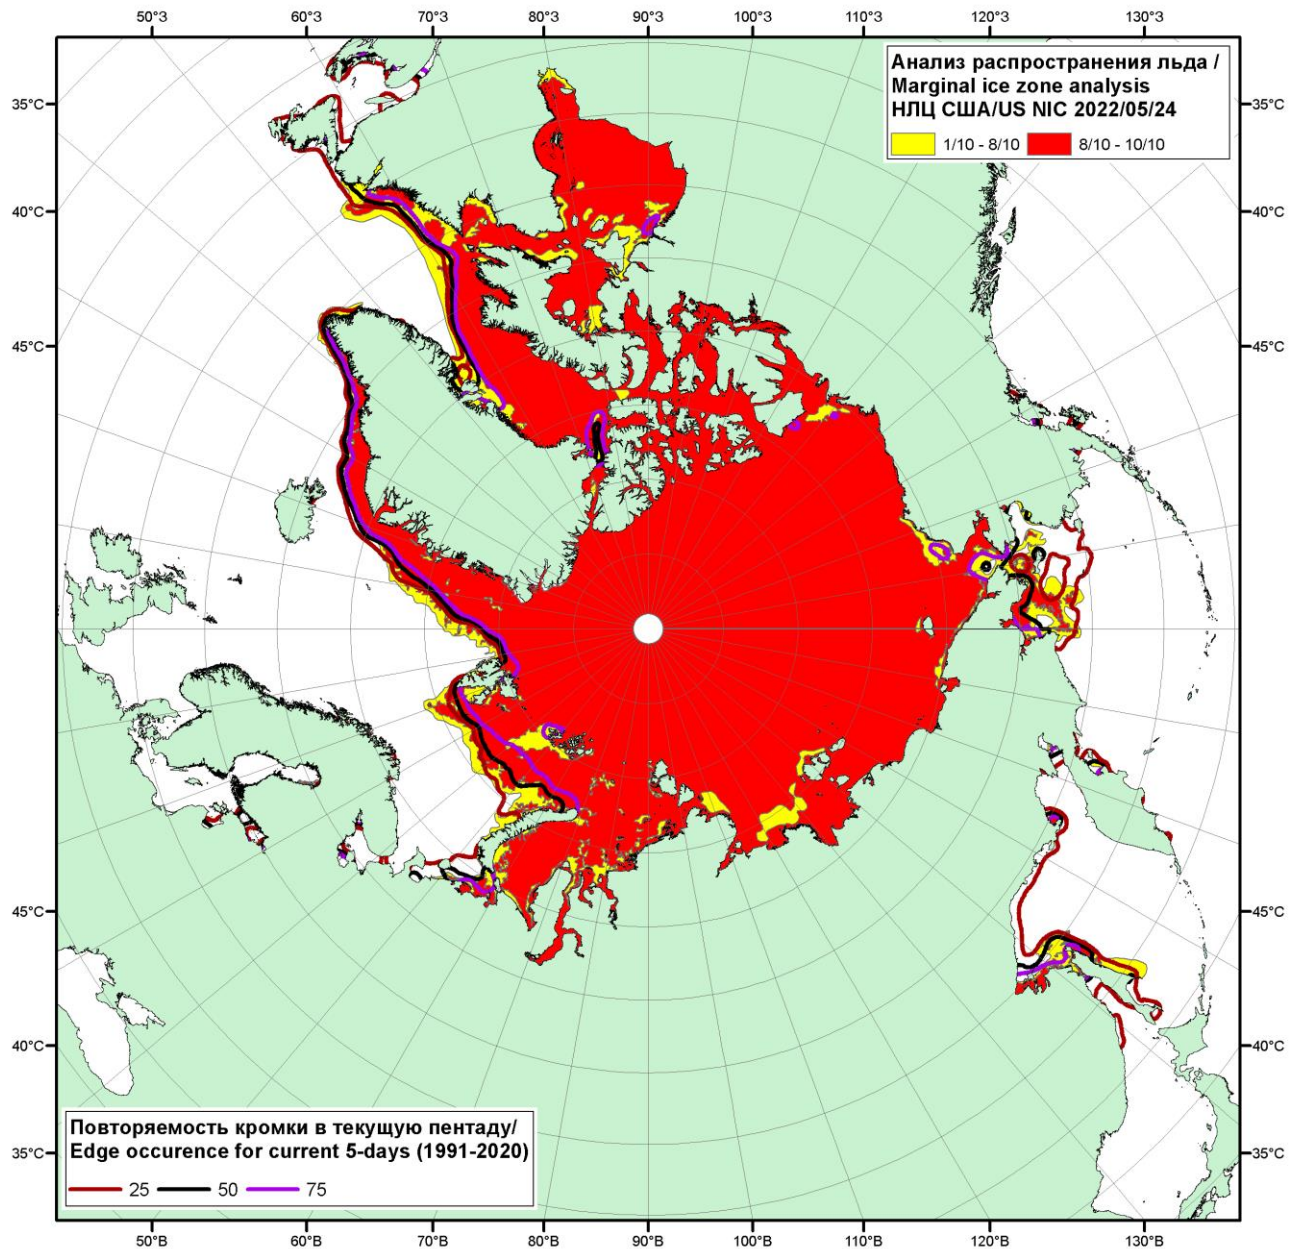 50°З 60°З 70°З 80°З 90°З 100°З 110°З 120°З 130°З
Анализ распространения льда /
Marginal ice zone analysis
НЛЦ США/US NIC 2022/05/24
1/10 - 8/10 8/10 - 10/10
35°С 35°С
40°С 40°С
45°С 45°С
45°С 45°С
40°С 40°С
35°С 35°С
Повторяемость кромки в текущую пентаду/
Edge occurence for current 5-days (1991-2020)
25 50 75
50°В 60°В 70°В 80°В 90°В 100°В 110°В 120°В 130°В